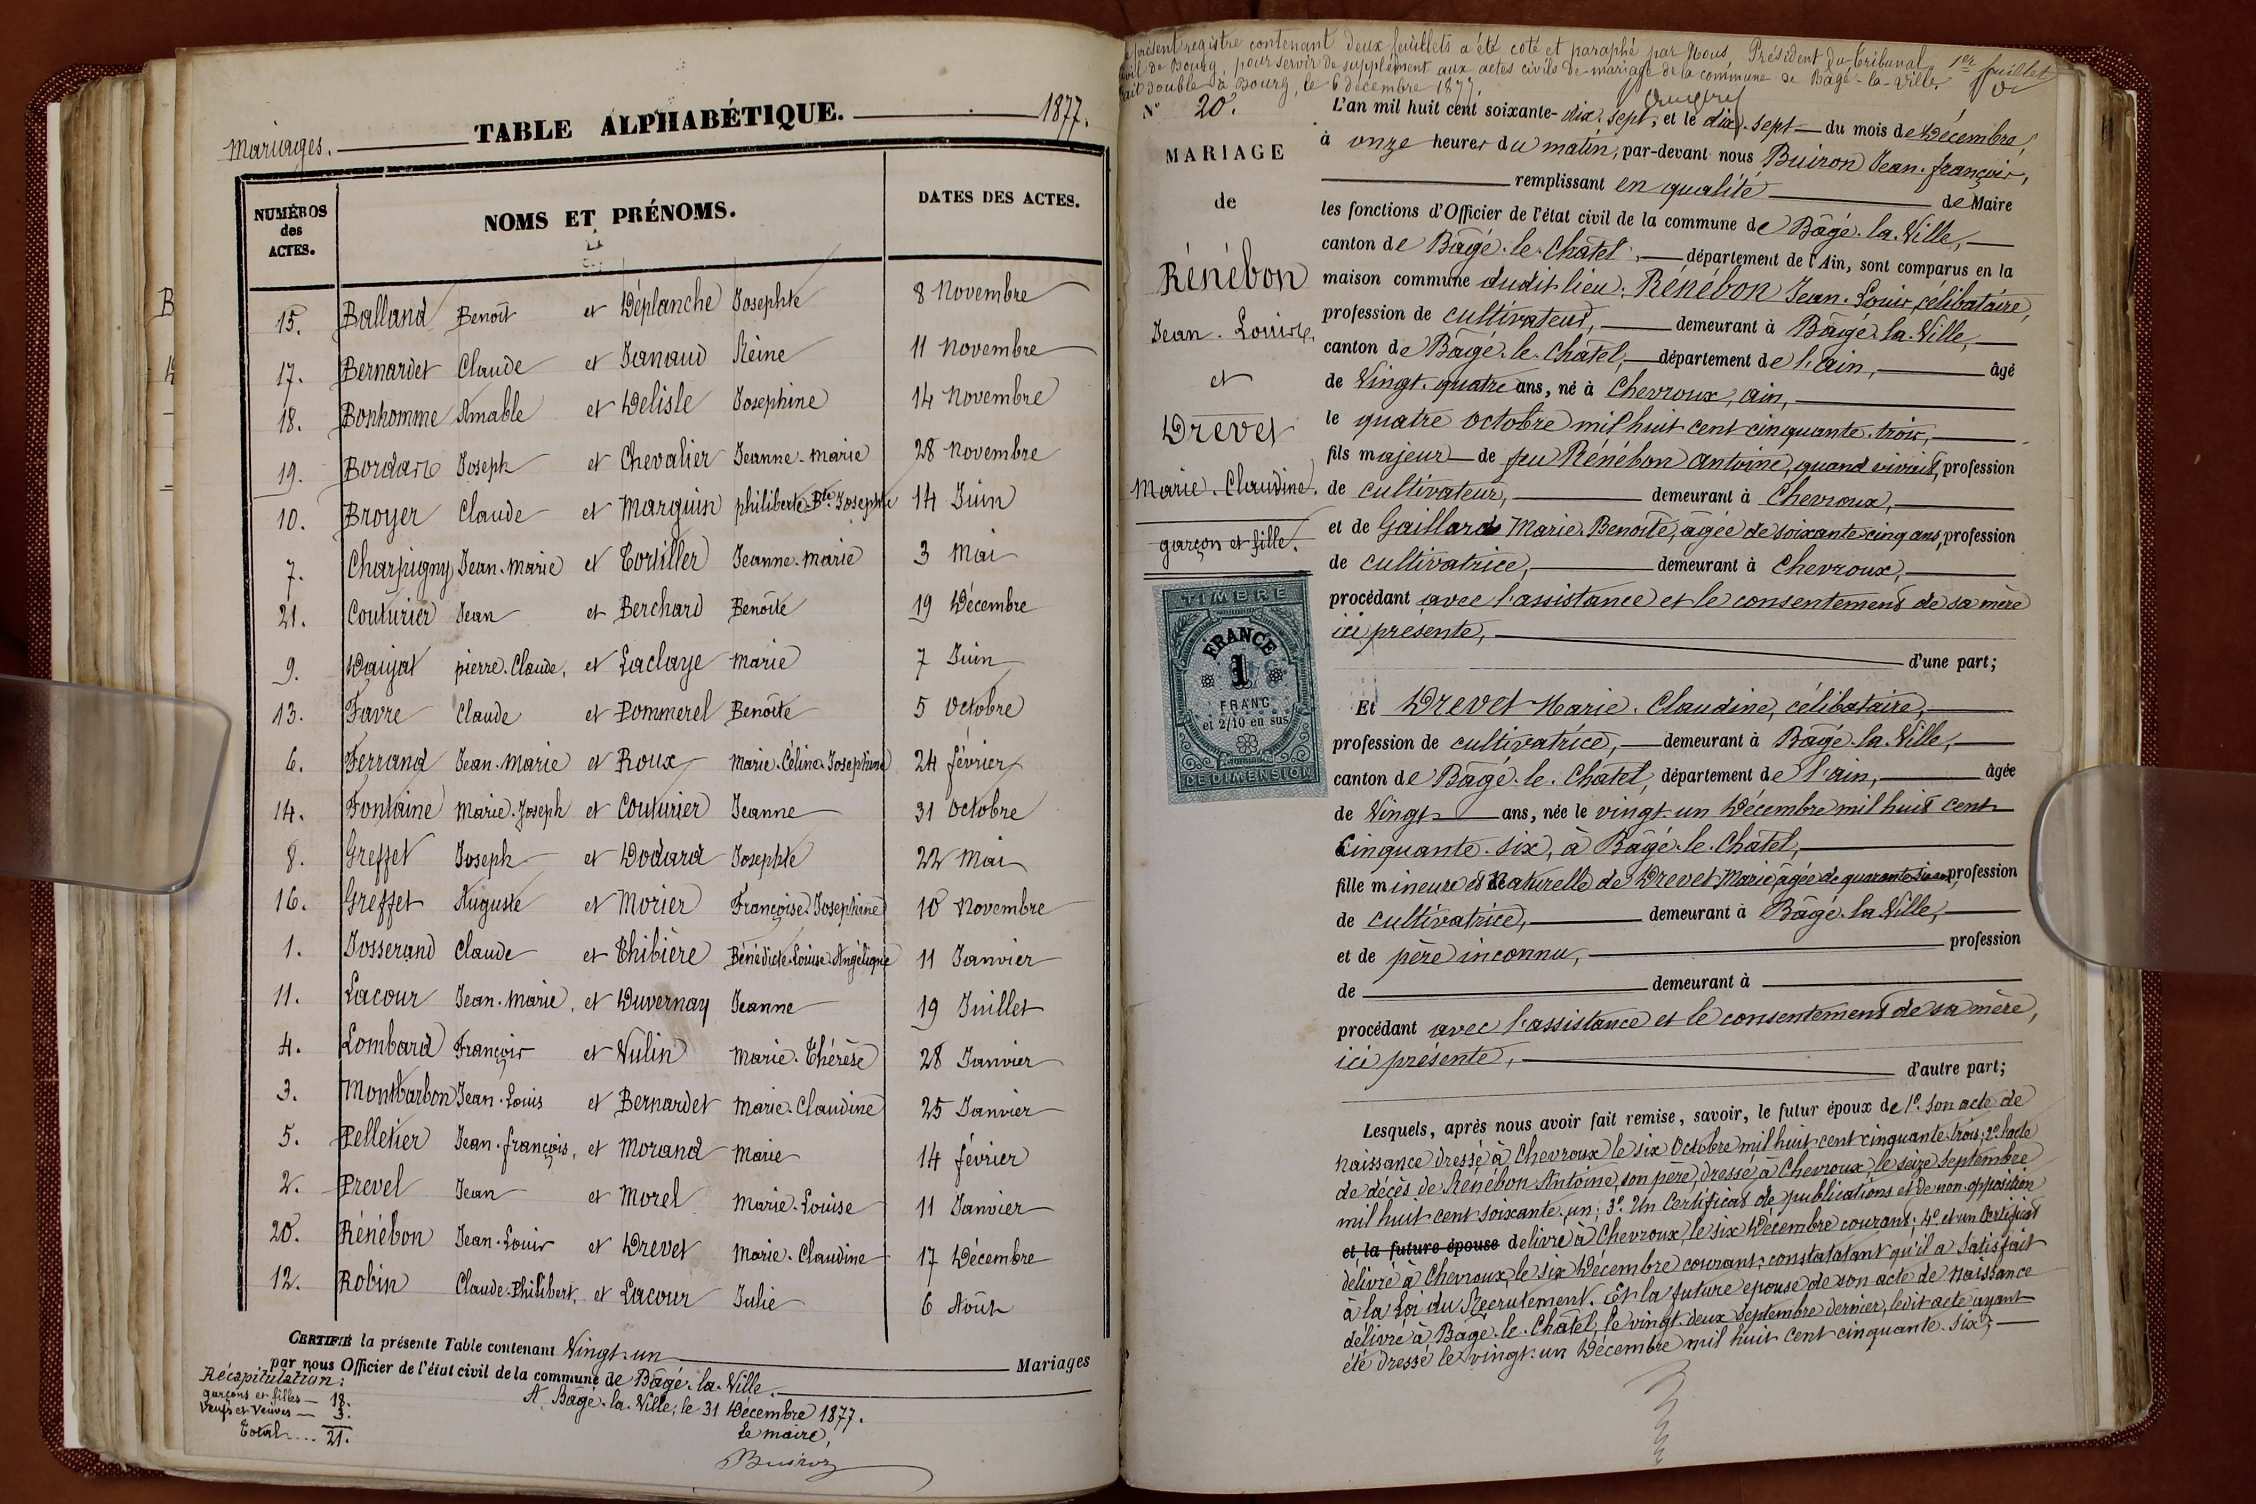 Mariages. TABLE ALPHABÉTIQUE. 1877.
NUMÉROS des ACTES. NOMS ET PRÉNOMS. DATES DES ACTES.
15. Balland Benoît et Déplanche Josephte 8 Novembre
17. Bernardet Claude et Janaud Reine 11 Novembre
18. Bonhomme Amable et Delisle Josephine 14 Novembre
19. Bordat Joseph et Chevalier Jeanne-Marie 28 Novembre
10. Broyer Claude et Marguin philiberte-Bte-Josephte 14 Juin
7. Charpigny Jean-Marie et Tortiller Jeanne-Marie 3 Mai
21. Couturier Jean et Berchard Benoîte 19 Décembre
9. Daujat pierre-Claude, et Laclaye Marie 7 Juin
13. Favre Claude et Pommerel Benoîte 5 Octobre
6. Ferrand Jean-Marie et Roux Marie-Céline-Josephine 24 février
14. Fontaine Marie-Joseph et Couturier Jeanne 31 Octobre
8. Greffet Joseph et Dodard Josephte 22 Mai
16. Greffet Auguste et Morier Françoise-Josephine 10 Novembre
1. Josserand Claude et Thibière Bénédicte-Louise-Angélique 11 Janvier
11. Lacour Jean-Marie, et Duvernay Jeanne 19 Juillet
4. Lombard François et Vulin Marie-Thérèse 28 Janvier
3. Montbarbon Jean-Louis et Bernardet Marie-Claudine 25 Janvier
5. Pelletier Jean-françois, et Morand Marie 14 février
2. Prevel Jean et Morel Marie-Louise 11 Janvier
20. Rénébon Jean-Louis et Drevet Marie-Claudine 17 Décembre
12. Robin Claude-Philibert, et Lacour Julie 6 Août
CERTIFIÉ la présente Table contenant Vingt-un Mariages
par nous Officier de l'état civil de la commune de Bâgé-la-Ville.
A Bâgé-la-Ville, le 31 Décembre 1877.
le maire,
Buiron
Récapitulation:
garçons et filles — 18.
Veufs et Veuves — 3.
Total.... 21.
présent registre contenant deux feuillets a été coté et paraphé par Nous, Président du Tribunal
civil de Bourg, pour servir de supplément aux actes civils de mariage de la commune de Bâgé-la-Ville.
fait double à Bourg, le 6 décembre 1877.
1er feuillet
N° 20.
MARIAGE
de
Rénébon
Jean-Louis
et
Drevet
Marie-Claudine.
garçon et fille.
TIMBRE
FRANCE
1
FRANC
et 2/10 en sus
DE DIMENSION
L'an mil huit cent soixante-dix-sept, et le dix-sept du mois de Décembre,
à onze heures du matin, par-devant nous Buiron Jean-françois,
remplissant en qualité de Maire
les fonctions d'Officier de l'état civil de la commune de Bâgé-la-Ville,
canton de Bâgé-le-Châtel, département de l'Ain, sont comparus en la
maison commune dudit lieu: Rénébon Jean-Louis, célibataire,
profession de cultivateur, demeurant à Bâgé-la-Ville,
canton de Bâgé-le-Châtel, département de l'ain, âgé
de Vingt-quatre ans, né à Chevroux, ain,
le quatre Octobre mil huit cent cinquante-trois,
fils majeur de feu Rénébon Antoine, quand vivait, profession
de cultivateur, demeurant à Chevroux,
et de Gaillard Marie-Benoîte, âgée de soixante cinq ans, profession
de cultivatrice, demeurant à Chevroux,
procédant avec l'assistance et le consentement de sa mère
ici présente,
d'une part;
Et Drevet Marie-Claudine, célibataire,
profession de cultivatrice, demeurant à Bâgé-la-Ville,
canton de Bâgé-le-Châtel, département de l'ain, âgée
de Vingt ans, née le vingt-un Décembre mil huit cent
Cinquante-six, à Bâgé-le-Châtel,
fille mineure et Naturelle de Drevet Marie âgée de quarante profession
de cultivatrice, demeurant à Bâgé-la-Ville,
et de père inconnu, profession
de demeurant à
procédant avec l'assistance et le consentement de sa mère,
ici présente,
d'autre part;
Lesquels, après nous avoir fait remise, savoir, le futur époux de 1° son acte de
Naissance dressé à Chevroux le six Octobre mil huit cent cinquante-trois; 2° l'acte
de décès de Rénébon Antoine, son père, dressé à Chevroux, le seize Septembre
mil huit cent soixante-un; 3° Un Certificat de publications et de non-opposition
et la future épouse délivré à Chevroux, le six Décembre courant; 4° et un Certificat
délivré à Chevroux, le six Décembre courant, constatatant qu'il a Satisfait
à la Loi du Recrutement. Et la future épouse de son acte de Naissance
délivré à Bâgé-le-Châtel, le vingt-deux Septembre dernier, ledit acte ayant
été dressé le vingt-un Décembre mil huit cent cinquante-six;